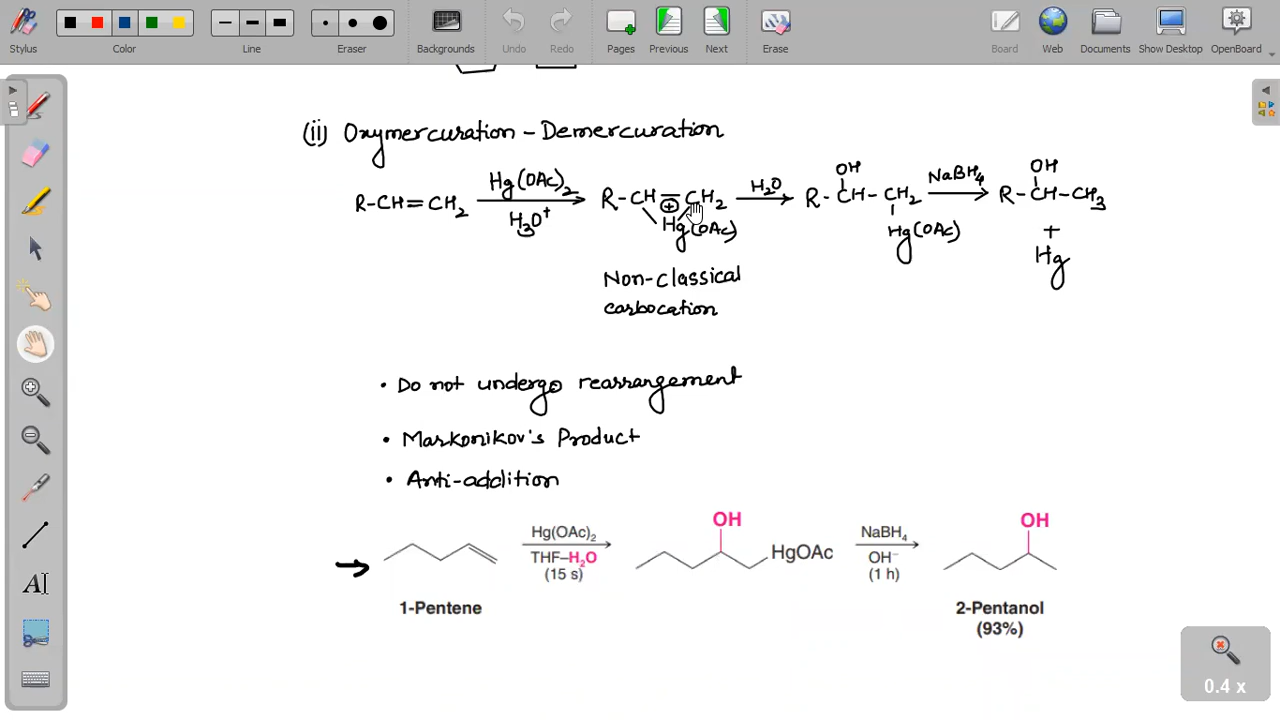 Stylus Color Line Eraser Backgrounds Undo Redo Pages Previous Next Erase Board Web Documents Show Desktop OpenBoard
(ii) Oxymercuration - Demercuration
R-CH=CH₂ Hg(OAc)₂ H₃O⁺ R-CH=CH₂ ⊕ Hg(OAc) H₂O R-CH-CH₂ OH Hg(OAc) NaBH₄ R-CH-CH₃ OH
+
Hg
Non-classical
carbocation
• Do not undergo rearrangement
• Markonikov's Product
• Anti-addition
Hg(OAc)₂ OH NaBH₄ OH
THF–H₂O HgOAc OH⁻
(15 s) (1 h)
1-Pentene 2-Pentanol
(93%)
AI
0.4 x